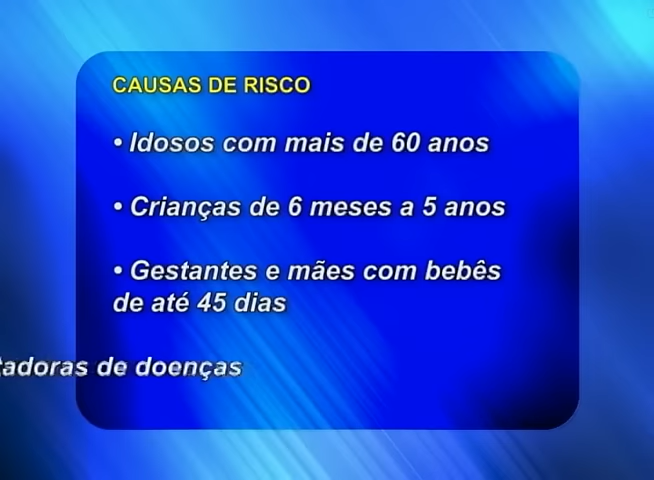 CAUSAS DE RISCO
• Idosos com mais de 60 anos
• Crianças de 6 meses a 5 anos
• Gestantes e mães com bebês
de até 45 dias
tadoras de doenças